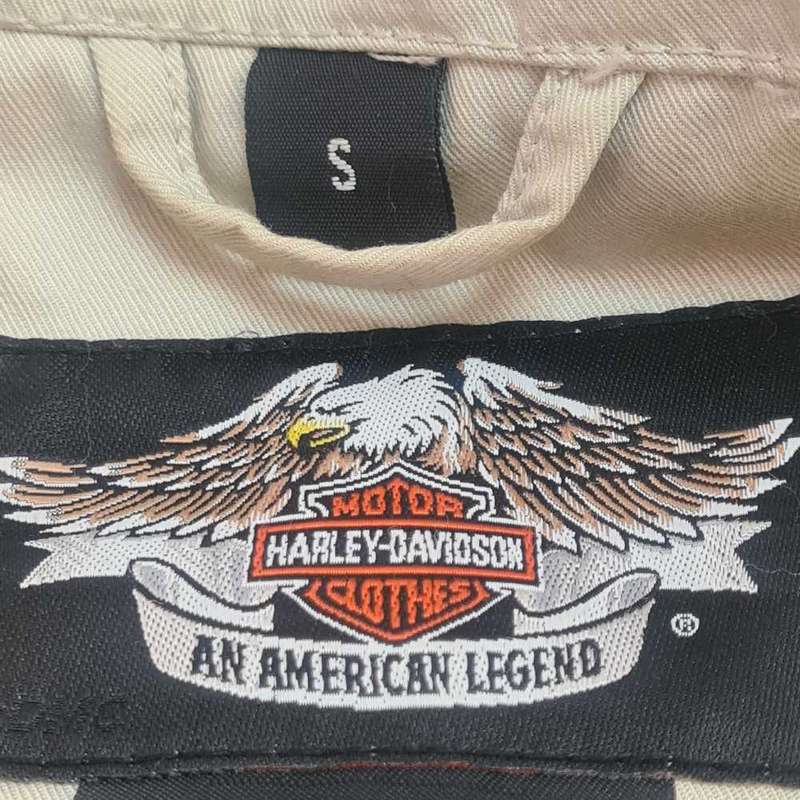 S
MOTOR
HARLEY-DAVIDSON
CLOTHES
AN AMERICAN LEGEND
®